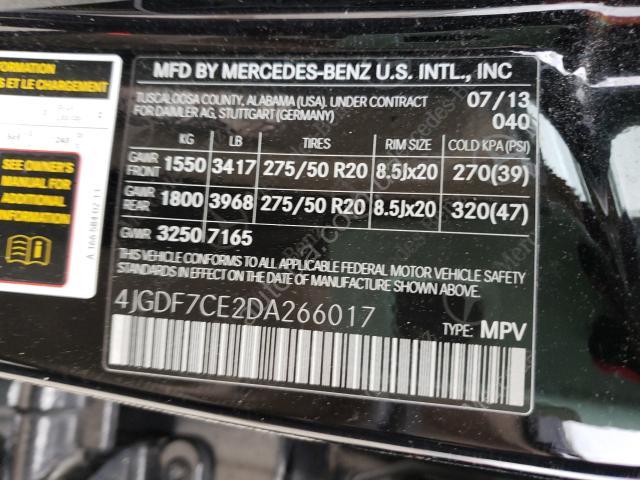 FORMATION
S ET LE CHARGEMENT
SEE OWNER'S
MANUAL FOR
ADDITIONAL
INFORMATION
A 166 584 02 11
MFD BY MERCEDES-BENZ U.S. INTL., INC
TUSCALOOSA COUNTY, ALABAMA (USA). UNDER CONTRACT
FOR DAIMLER AG, STUTTGART (GERMANY)
07/13
040
KG LB TIRES RIM SIZE COLD KPA (PSI)
GAWR FRONT 1550 3417 275/50 R20 8.5Jx20 270(39)
GAWR REAR 1800 3968 275/50 R20 8.5Jx20 320(47)
GVWR 3250 7165
THIS VEHICLE CONFORMS TO ALL APPLICABLE FEDERAL MOTOR VEHICLE SAFETY
STANDARDS IN EFFECT ON THE DATE OF MANUFACTURE SHOWN ABOVE.
4JGDF7CE2DA266017
TYPE: MPV